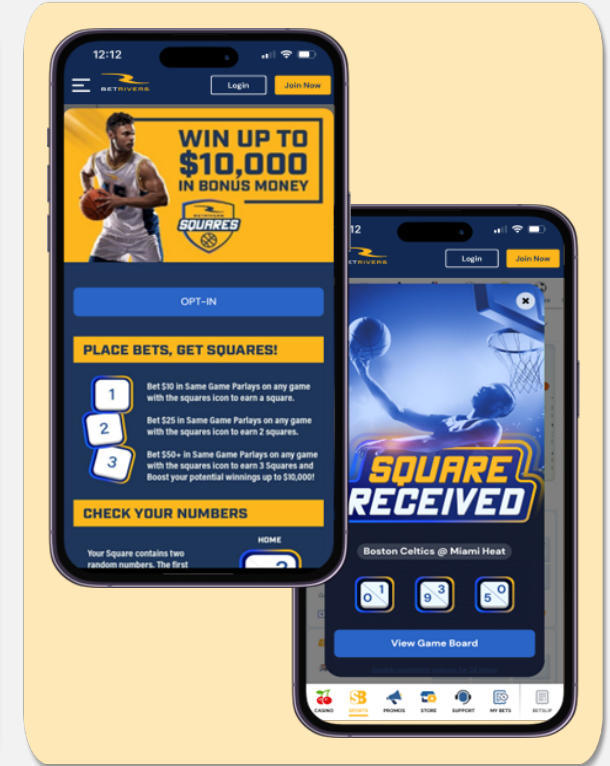 12:12
BETRIVERS
Login
Join Now
WIN UP TO
$10,000
IN BONUS MONEY
BETRIVERS
SQUARES
OPT-IN
PLACE BETS, GET SQUARES!
1
Bet $10 in Same Game Parlays on any game
with the squares icon to earn a square.
2
Bet $25 in Same Game Parlays on any game
with the squares icon to earn 2 squares.
3
Bet $50+ in Same Game Parlays on any game
with the squares icon to earn 3 Squares and
Boost your potential winnings up to $10,000!
CHECK YOUR NUMBERS
HOME
Your Square contains two
random numbers. The first
12
ETRIVERS
Login
Join Now
SQUARE
RECEIVED
Boston Celtics @ Miami Heat
0 1
9 3
5 0
View Game Board
CASINO
SPORTS
PROMOS
STORE
SUPPORT
MY BETS
BETSLIP